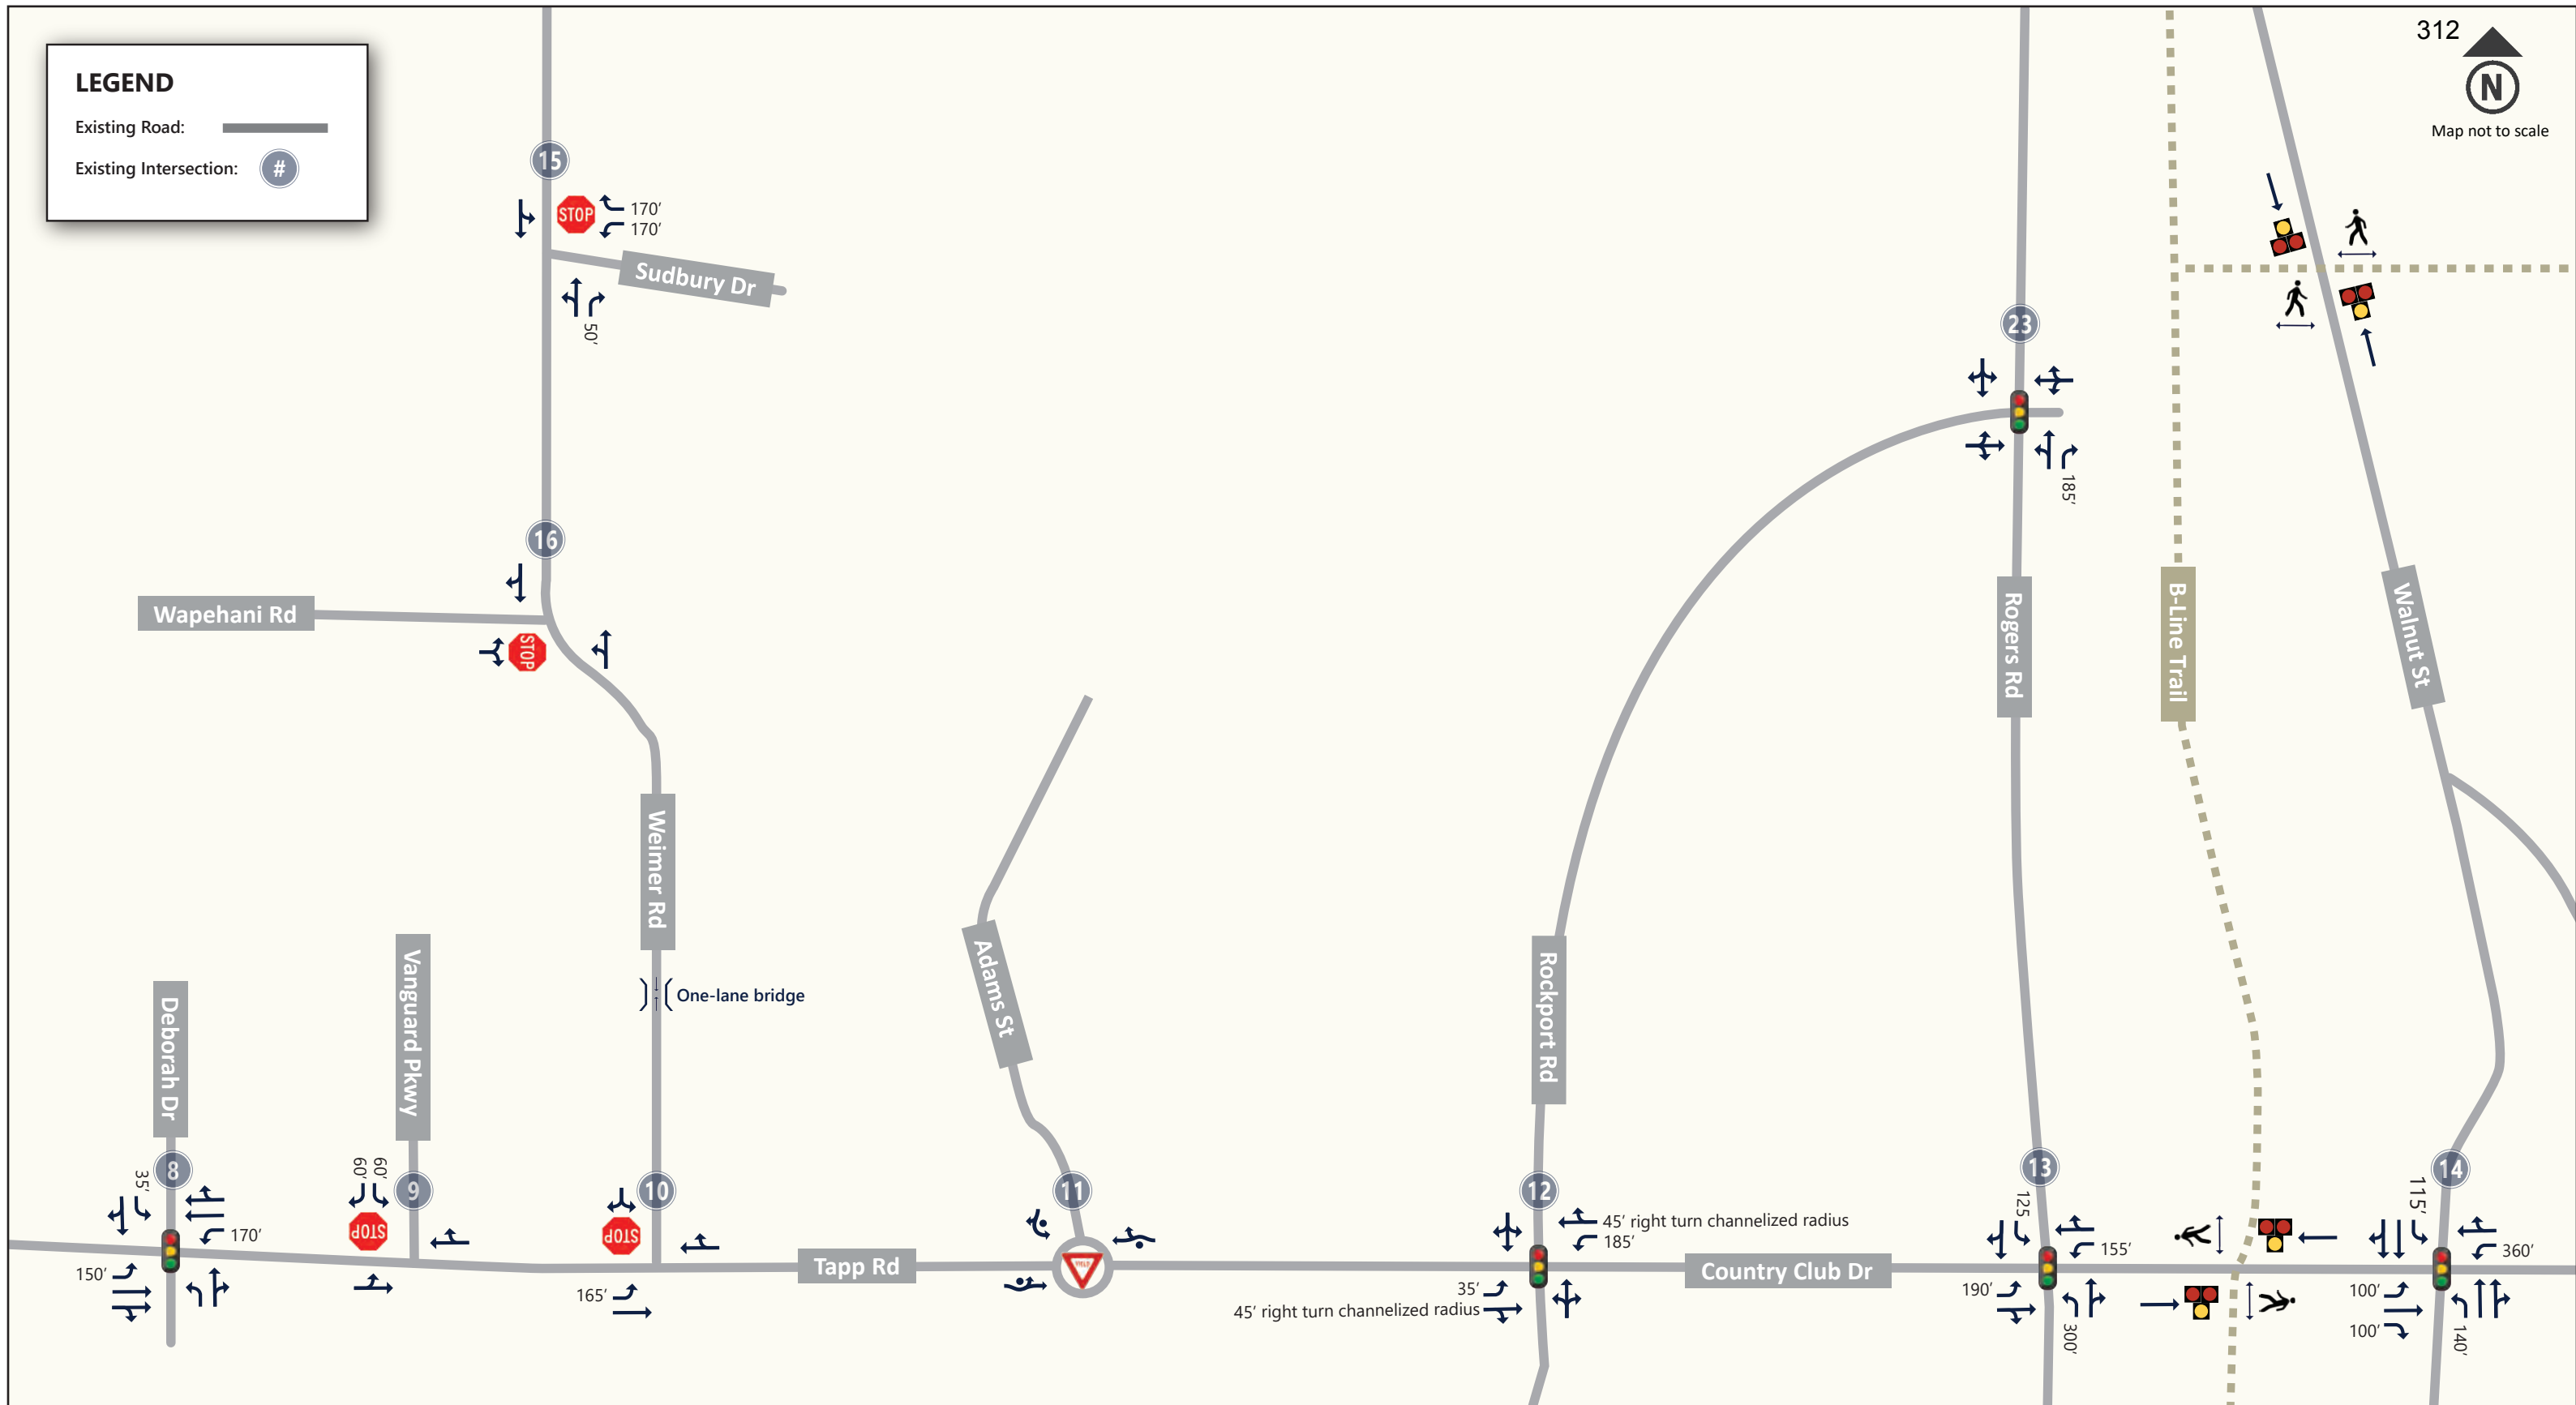 312
N
Map not to scale
LEGEND
Existing Road:
Existing Intersection: #
15
STOP
170'
170'
Sudbury Dr
50'
23
185'
16
Wapehani Rd
STOP
Rogers Rd
B-Line Trail
Walnut St
Weimer Rd
One-lane bridge
Adams St
Rockport Rd
Vanguard Pkwy
Deborah Dr
8
35'
170'
150'
60'
60'
9
STOP
10
STOP
165'
Tapp Rd
11
YIELD
12
45' right turn channelized radius
185'
35'
45' right turn channelized radius
Country Club Dr
13
125
155'
190'
300'
14
115'
360'
100'
100'
140'